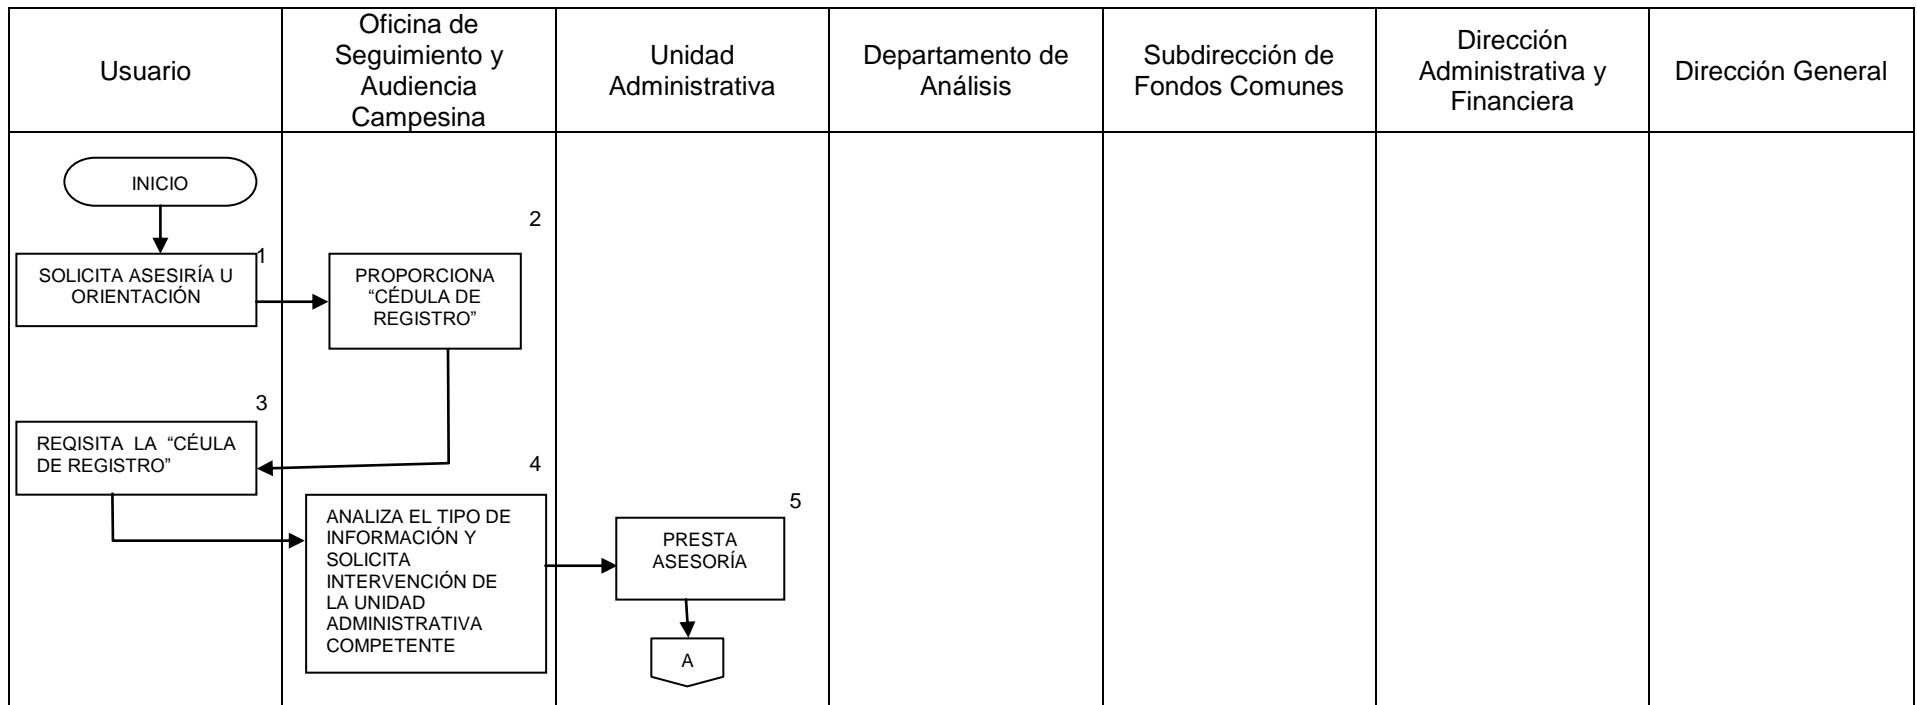 Usuario
Oficina de
Seguimiento y
Audiencia
Campesina
Unidad
Administrativa
Departamento de
Análisis
Subdirección de
Fondos Comunes
Dirección
Administrativa y
Financiera
Dirección General
INICIO
1
SOLICITA ASESIRÍA U
ORIENTACIÓN
2
PROPORCIONA
“CÉDULA DE
REGISTRO”
3
REQISITA LA “CÉULA
DE REGISTRO”
4
ANALIZA EL TIPO DE
INFORMACIÓN Y
SOLICITA
INTERVENCIÓN DE
LA UNIDAD
ADMINISTRATIVA
COMPETENTE
5
PRESTA
ASESORÍA
A